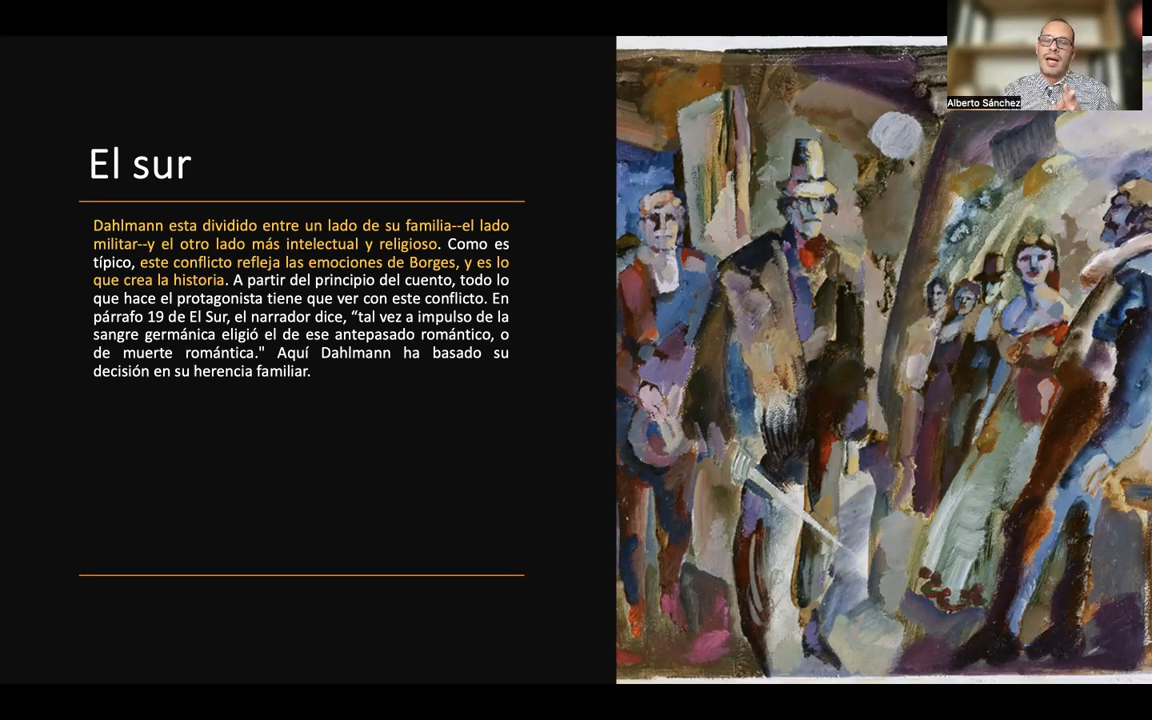 Alberto Sánchez
El sur
Dahlmann esta dividido entre un lado de su familia--el lado
militar--y el otro lado más intelectual y religioso. Como es
típico, este conflicto refleja las emociones de Borges, y es lo
que crea la historia. A partir del principio del cuento, todo lo
que hace el protagonista tiene que ver con este conflicto. En
párrafo 19 de El Sur, el narrador dice, “tal vez a impulso de la
sangre germánica eligió el de ese antepasado romántico, o
de muerte romántica." Aquí Dahlmann ha basado su
decisión en su herencia familiar.